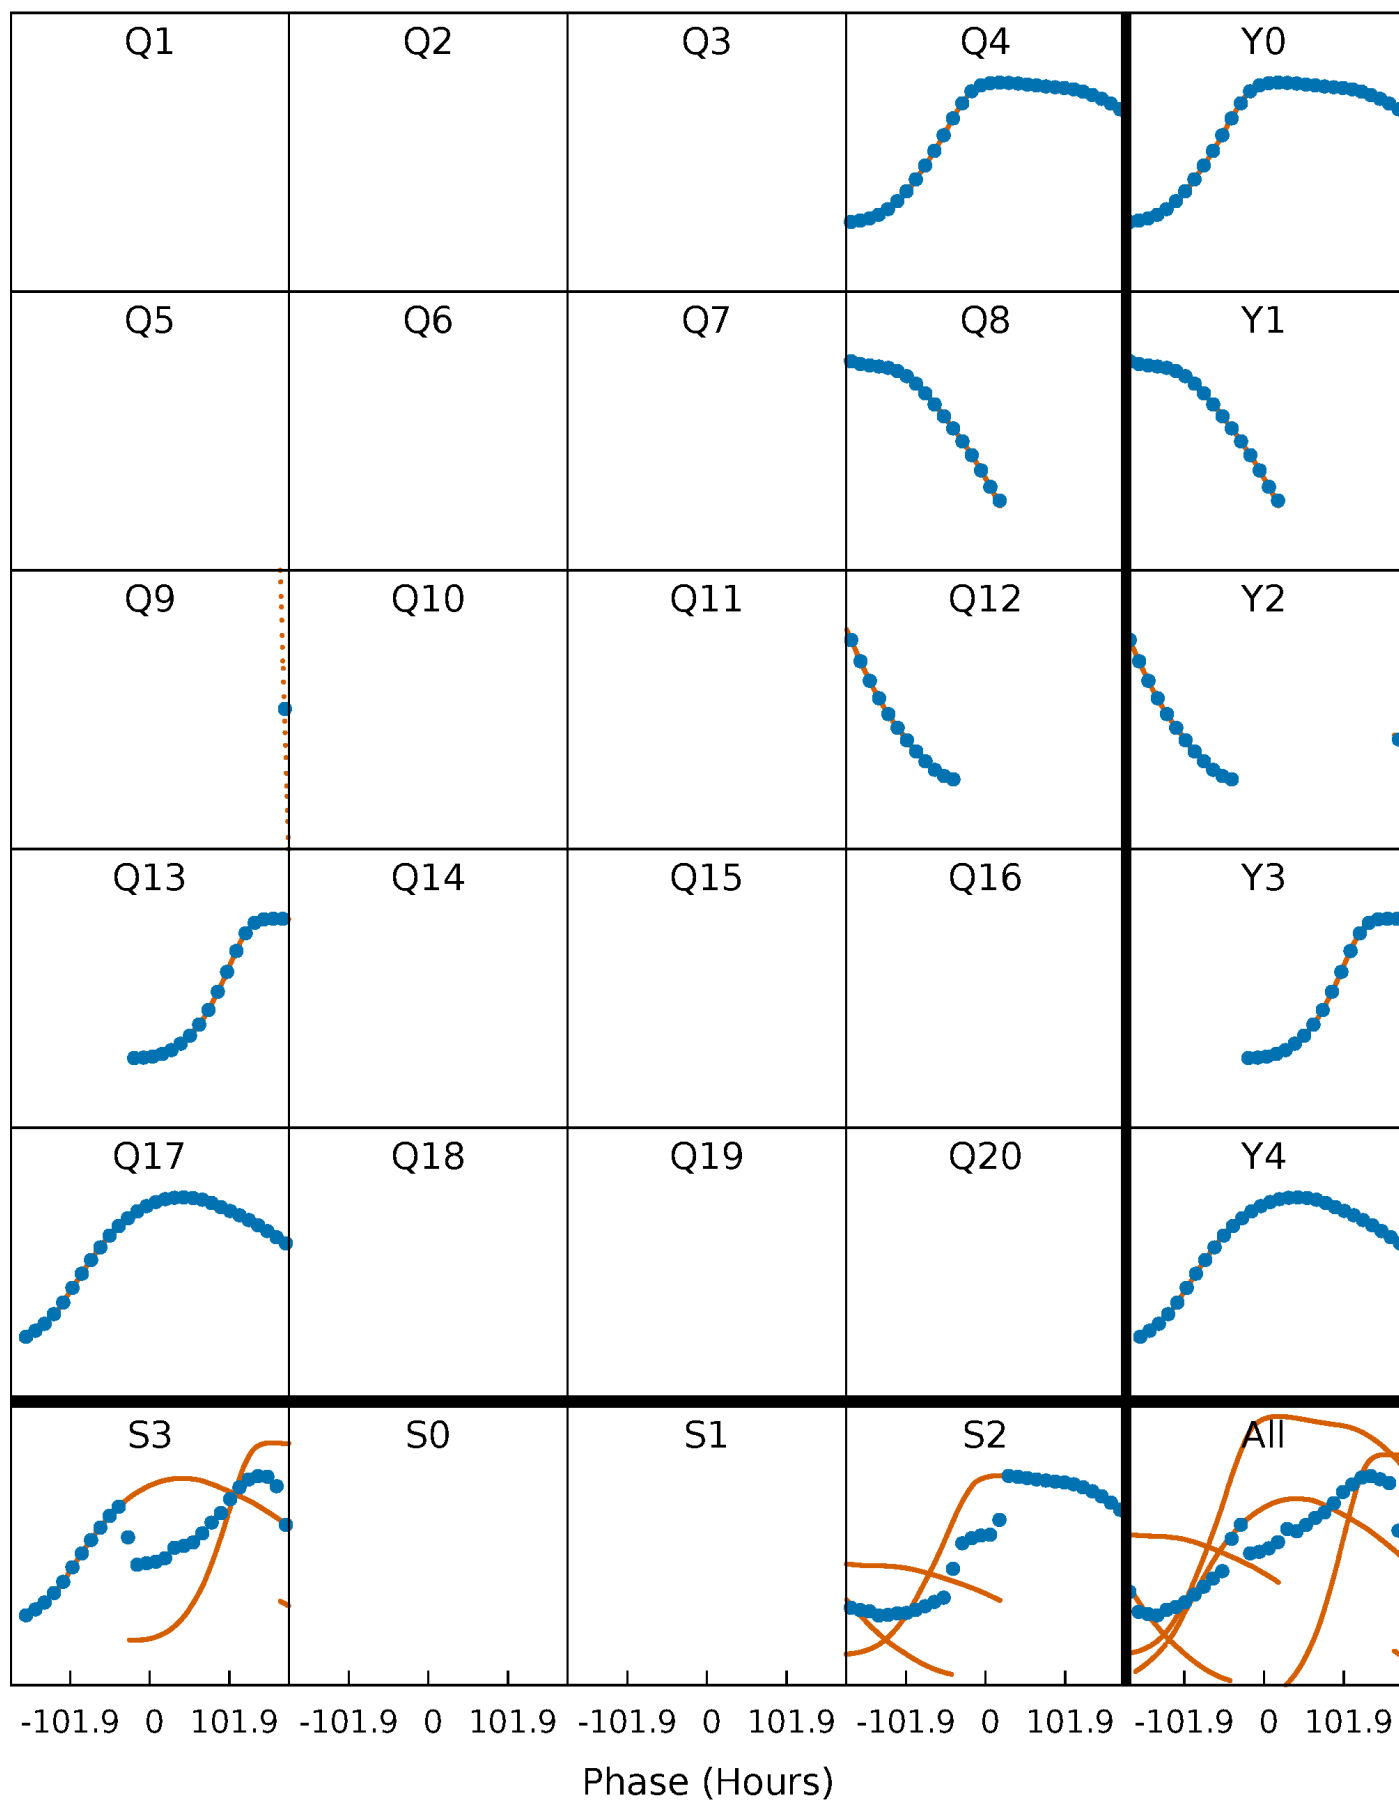 Q1 Q2 Q3 Q4 Y0
Q5 Q6 Q7 Q8 Y1
Q9 Q10 Q11 Q12 Y2
Q13 Q14 Q15 Q16 Y3
Q17 Q18 Q19 Q20 Y4
S3 S0 S1 S2 All
-101.9 0 101.9 -101.9 0 101.9 -101.9 0 101.9 -101.9 0 101.9 -101.9 0 101.9
Phase (Hours)